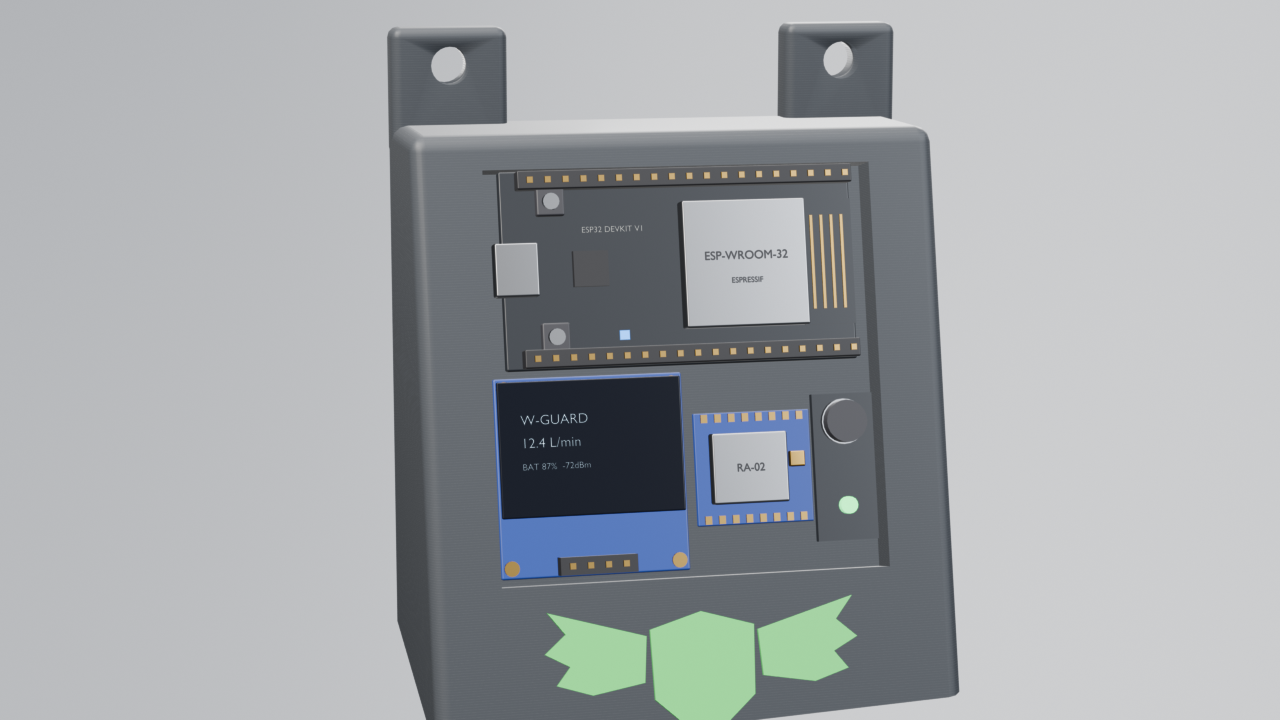 ESP32 DEVKIT V1
ESP-WROOM-32
ESPRESSIF
W-GUARD
12.4 L/min
BAT 87% -72dBm
RA-02